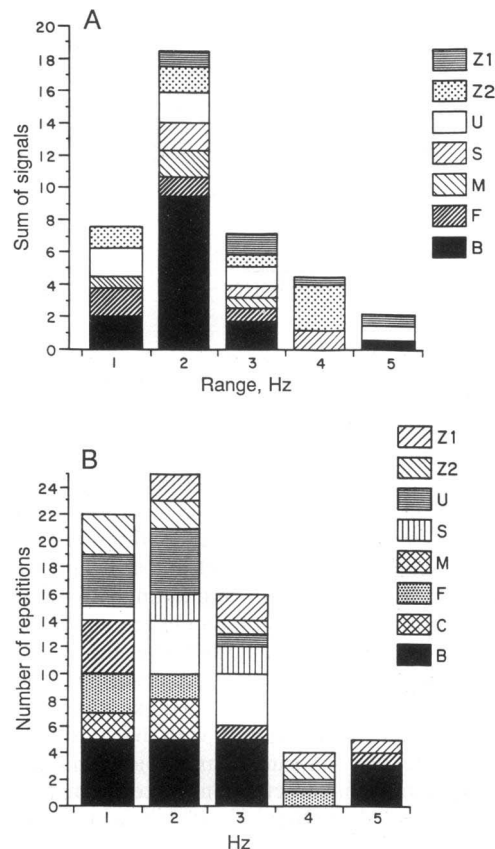 A
20
18
16
14
12
10
8
6
4
2
0
Sum of signals
1 2 3 4 5
Range, Hz
Z1
Z2
U
S
M
F
B
B
24
22
20
18
16
14
12
10
8
6
4
2
0
Number of repetitions
1 2 3 4 5
Hz
Z1
Z2
U
S
M
F
C
B